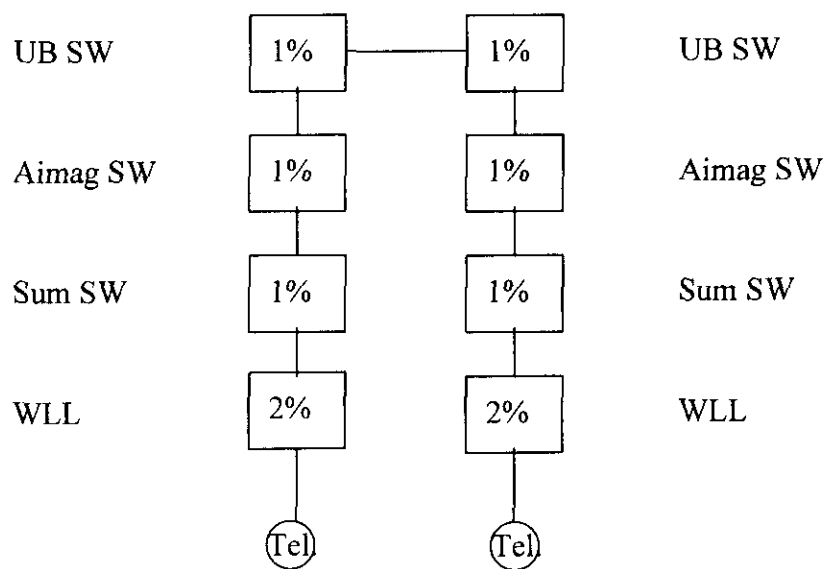 UB SW 1% 1% UB SW
Aimag SW 1% 1% Aimag SW
Sum SW 1% 1% Sum SW
WLL 2% 2% WLL
Tel. Tel.